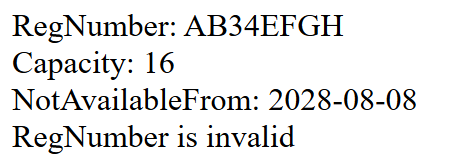 RegNumber: AB34EFGH
Capacity: 16
NotAvailableFrom: 2028-08-08
RegNumber is invalid